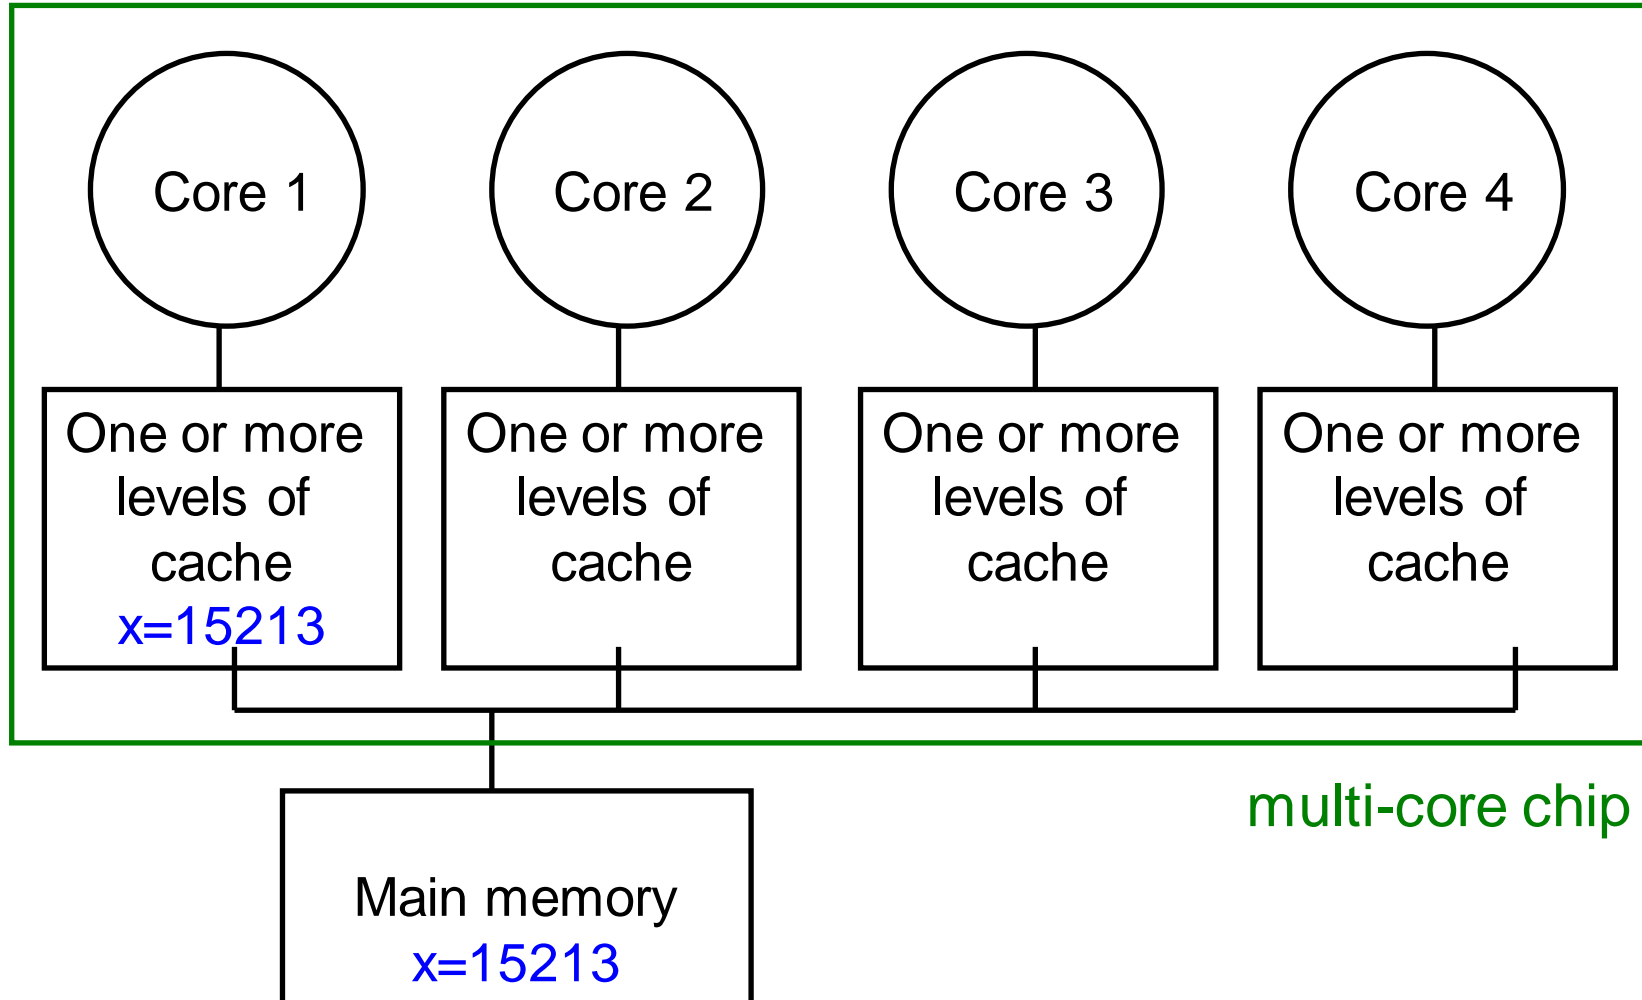 Core 1
Core 2
Core 3
Core 4
One or more
levels of
cache
x=15213
One or more
levels of
cache
One or more
levels of
cache
One or more
levels of
cache
multi-core chip
Main memory
x=15213